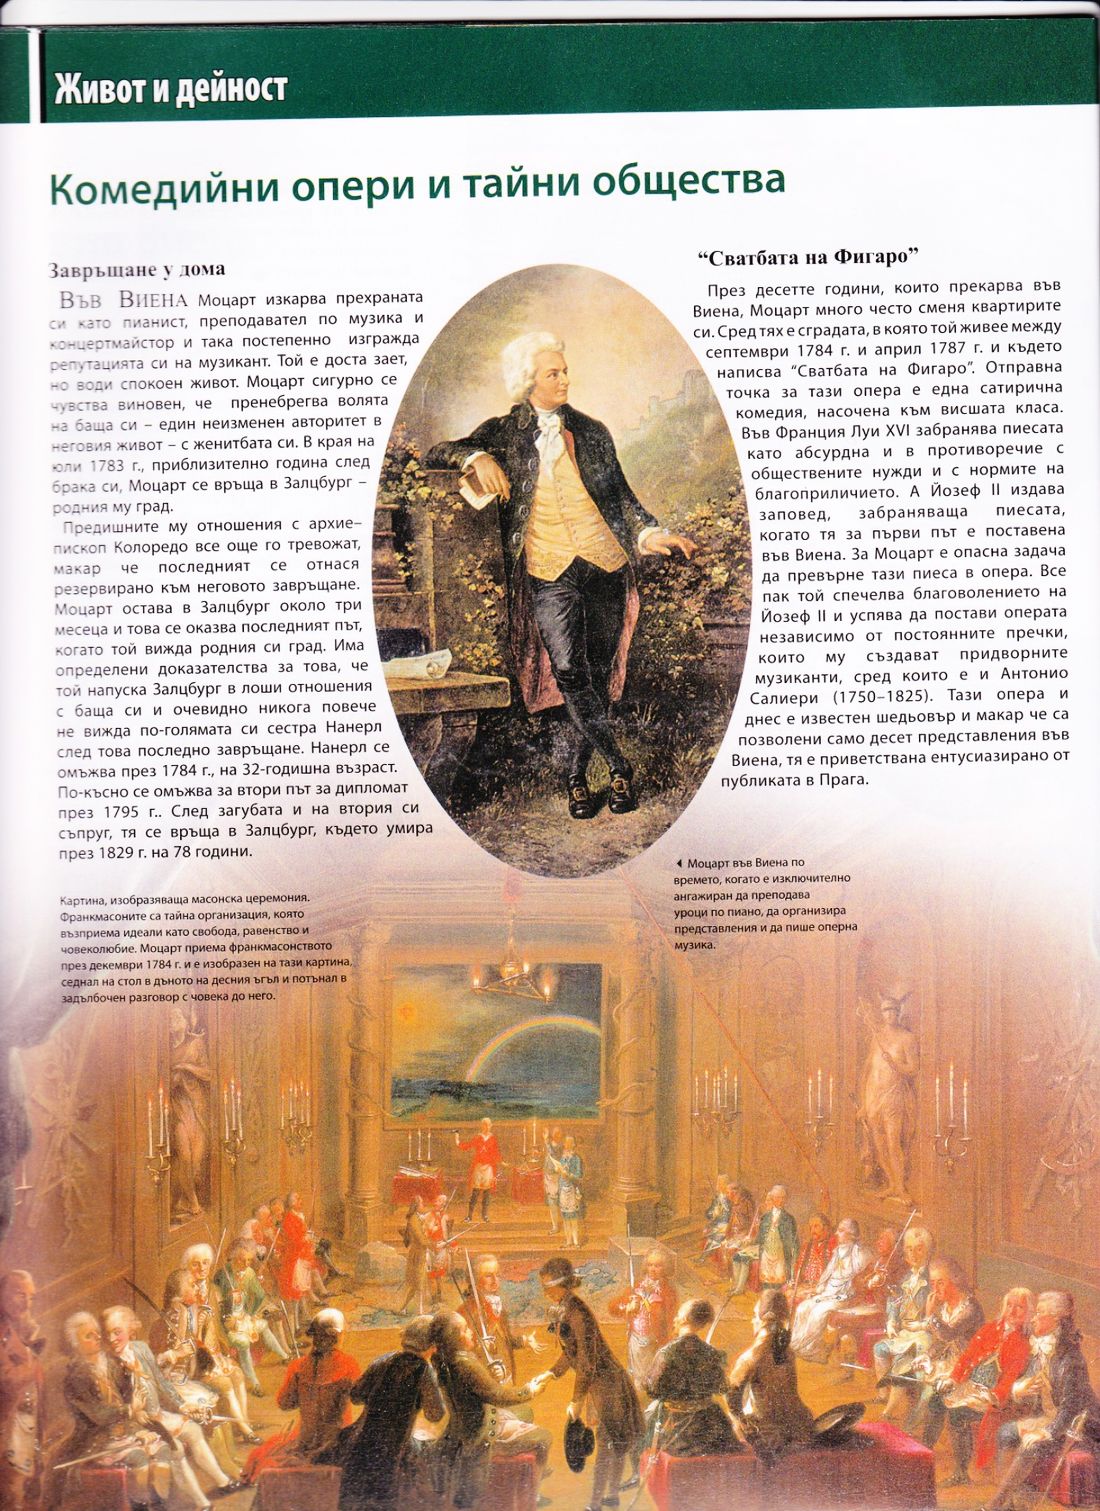 Живот и дейност
Комедийни опери и тайни общества
Завръщане у дома
Във Виена Моцарт изкарва прехраната
си като пианист, преподавател по музика и
концертмайстор и така постепенно изгражда
репутацията си на музикант. Той е доста зает,
но води спокоен живот. Моцарт сигурно се
чувства виновен, че пренебрегва волята
на баща си – един неизменен авторитет в
неговия живот – с женитбата си. В края на
юли 1783 г., приблизително година след
брака си, Моцарт се връща в Залцбург –
родния му град.
Предишните му отношения с архие–
пископ Колоредо все още го тревожат,
макар че последният се отнася
резервирано към неговото завръщане.
Моцарт остава в Залцбург около три
месеца и това се оказва последният път,
когато той вижда родния си град. Има
определени доказателства за това, че
той напуска Залцбург в лоши отношения
с баща си и очевидно никога повече
не вижда по-голямата си сестра Нанерл
след това последно завръщане. Нанерл се
омъжва през 1784 г., на 32-годишна възраст.
По-късно се омъжва за втори път за дипломат
през 1795 г.. След загубата и на втория си
съпруг, тя се връща в Залцбург, където умира
през 1829 г. на 78 години.
“Сватбата на Фигаро”
През десетте години, които прекарва във
Виена, Моцарт много често сменя квартирите
си. Сред тях е сградата, в която той живее между
септември 1784 г. и април 1787 г. и където
написва “Сватбата на Фигаро”. Отправна
точка за тази опера е една сатирична
комедия, насочена към висшата класа.
Във Франция Луи XVI забранява пиесата
като абсурдна и в противоречие с
обществените нужди и с нормите на
благоприличието. А Йозеф II издава
заповед, забраняваща пиесата,
когато тя за първи път е поставена
във Виена. За Моцарт е опасна задача
да превърне тази пиеса в опера. Все
пак той спечелва благоволението на
Йозеф II и успява да постави операта
независимо от постоянните пречки,
които му създават придворните
музиканти, сред които е и Антонио
Салиери (1750–1825). Тази опера и
днес е известен шедьовър и макар че са
позволени само десет представления във
Виена, тя е приветствана ентусиазирано от
публиката в Прага.
Моцарт във Виена по
времето, когато е изключително
ангажиран да преподава
уроци по пиано, да организира
представления и да пише оперна
музика.
Картина, изобразяваща масонска церемония.
Франкмасоните са тайна организация, която
възприема идеали като свобода, равенство и
човеколюбие. Моцарт приема франкмасонството
през декември 1784 г. и е изобразен на тази картина,
седнал на стол в дъното на десния ъгъл и потънал в
задълбочен разговор с човека до него.